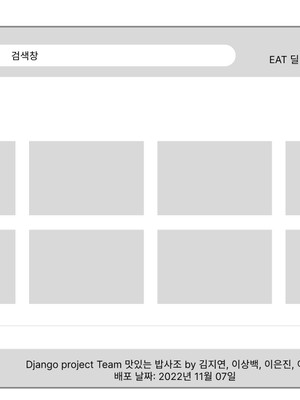 검색창
EAT 딜
Django project Team 맛있는 밥사조 by 김지연, 이상백, 이은진,
배포 날짜: 2022년 11월 07일